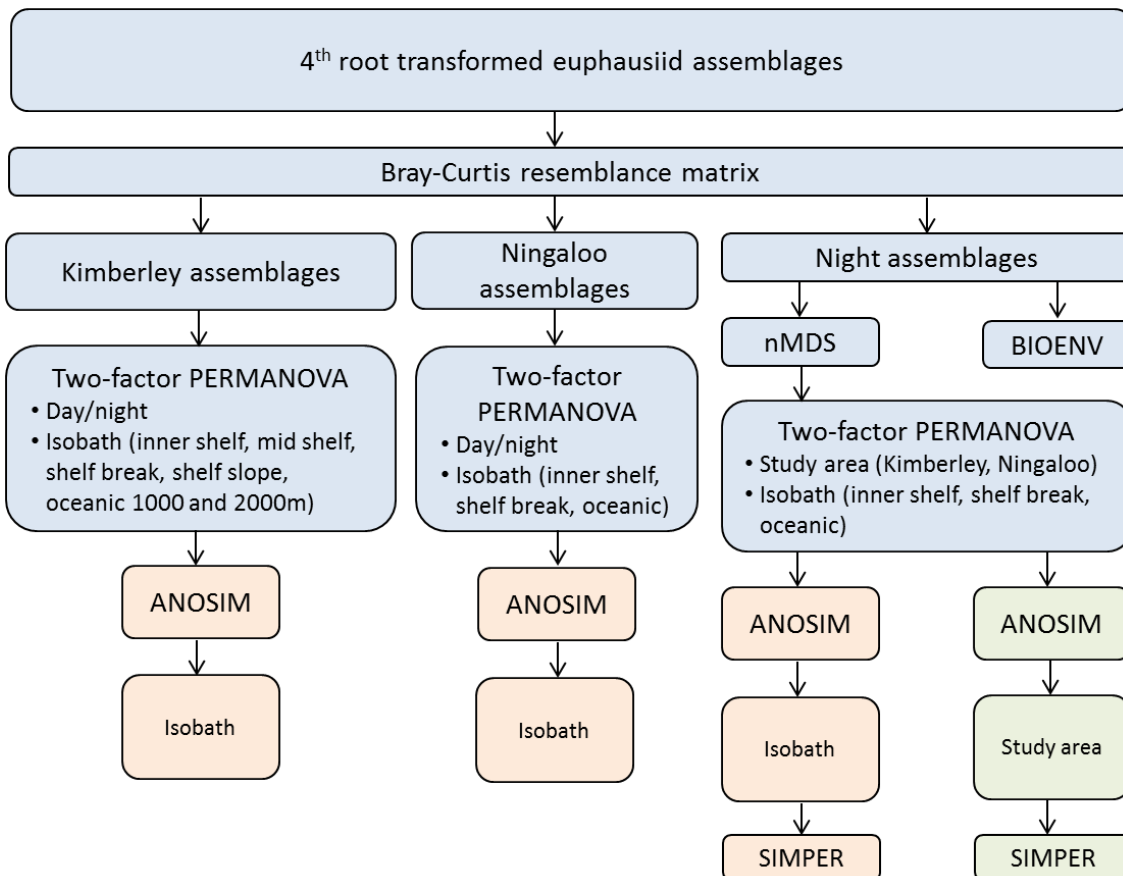 4th root transformed euphausiid assemblages
Bray-Curtis resemblance matrix
Kimberley assemblages
Ningaloo
assemblages
Night assemblages
nMDS
BIOENV
Two-factor PERMANOVA
• Day/night
• Isobath (inner shelf, mid shelf,
shelf break, shelf slope,
oceanic 1000 and 2000m)
Two-factor
PERMANOVA
• Day/night
• Isobath (inner shelf,
shelf break, oceanic)
Two-factor PERMANOVA
• Study area (Kimberley, Ningaloo)
• Isobath (inner shelf, shelf break,
oceanic)
ANOSIM
ANOSIM
ANOSIM
ANOSIM
Isobath
Isobath
Isobath
Study area
SIMPER
SIMPER